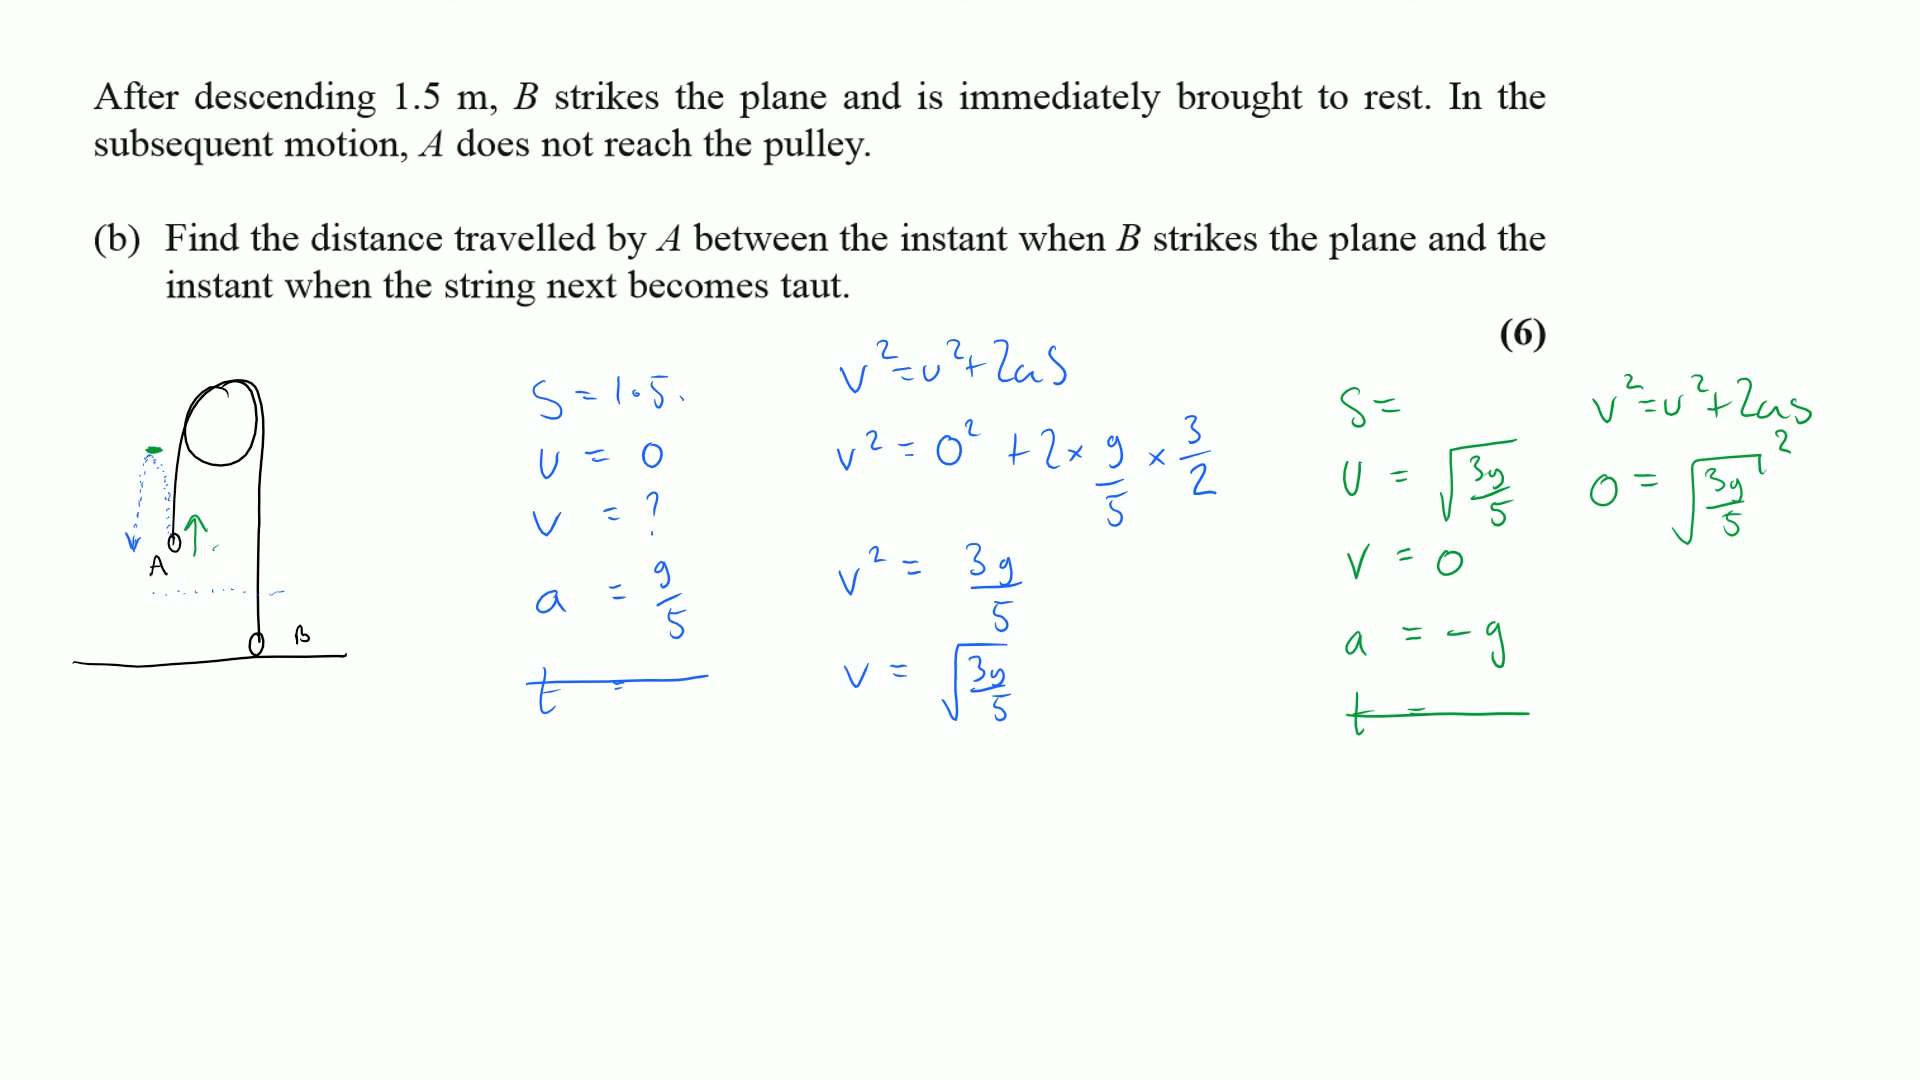 After descending 1.5 m, B strikes the plane and is immediately brought to rest. In the
subsequent motion, A does not reach the pulley.
(b) Find the distance travelled by A between the instant when B strikes the plane and the
instant when the string next becomes taut.
(6)
A
B
S = 1.5.
U = 0
V = ?
a = g/5
t =
v² = u² + 2as
v² = 0² + 2 × g/5 × 3/2
v² = 3g/5
v = √(3g/5)
S =
U = √(3g/5)
V = 0
a = -g
t =
v² = u² + 2as
0 = √(3g/5)²